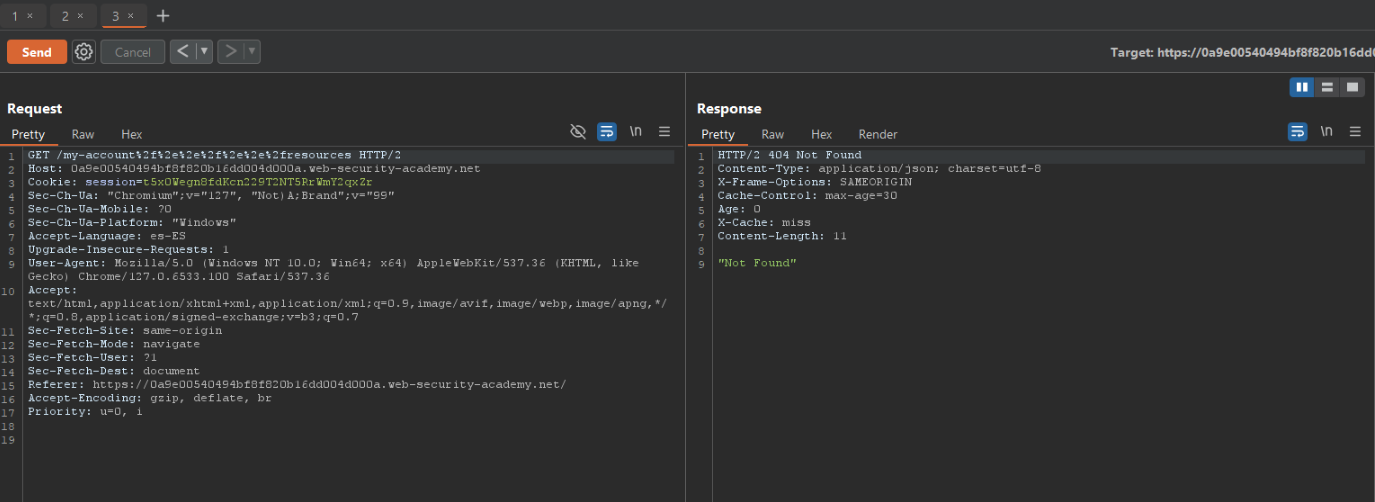 1 × 2 × 3 × +
Send Cancel < ▼ > ▼ Target: https://0a9e00540494bf8f820b16dd0
Request
Pretty Raw Hex \n
1 GET /my-account%2f%2e%2e%2f%2e%2e%2fresources HTTP/2
2 Host: 0a9e00540494bf8f820b16dd004d000a.web-security-academy.net
3 Cookie: session=t5x0Wegn8fdKcn229T2NT5RrWmY2qxZr
4 Sec-Ch-Ua: "Chromium";v="127", "Not)A;Brand";v="99"
5 Sec-Ch-Ua-Mobile: ?0
6 Sec-Ch-Ua-Platform: "Windows"
7 Accept-Language: es-ES
8 Upgrade-Insecure-Requests: 1
9 User-Agent: Mozilla/5.0 (Windows NT 10.0; Win64; x64) AppleWebKit/537.36 (KHTML, like
Gecko) Chrome/127.0.6533.100 Safari/537.36
10 Accept:
text/html,application/xhtml+xml,application/xml;q=0.9,image/avif,image/webp,image/apng,*/
*;q=0.8,application/signed-exchange;v=b3;q=0.7
11 Sec-Fetch-Site: same-origin
12 Sec-Fetch-Mode: navigate
13 Sec-Fetch-User: ?1
14 Sec-Fetch-Dest: document
15 Referer: https://0a9e00540494bf8f820b16dd004d000a.web-security-academy.net/
16 Accept-Encoding: gzip, deflate, br
17 Priority: u=0, i
18
19
Response
Pretty Raw Hex Render \n
1 HTTP/2 404 Not Found
2 Content-Type: application/json; charset=utf-8
3 X-Frame-Options: SAMEORIGIN
4 Cache-Control: max-age=30
5 Age: 0
6 X-Cache: miss
7 Content-Length: 11
8
9 "Not Found"